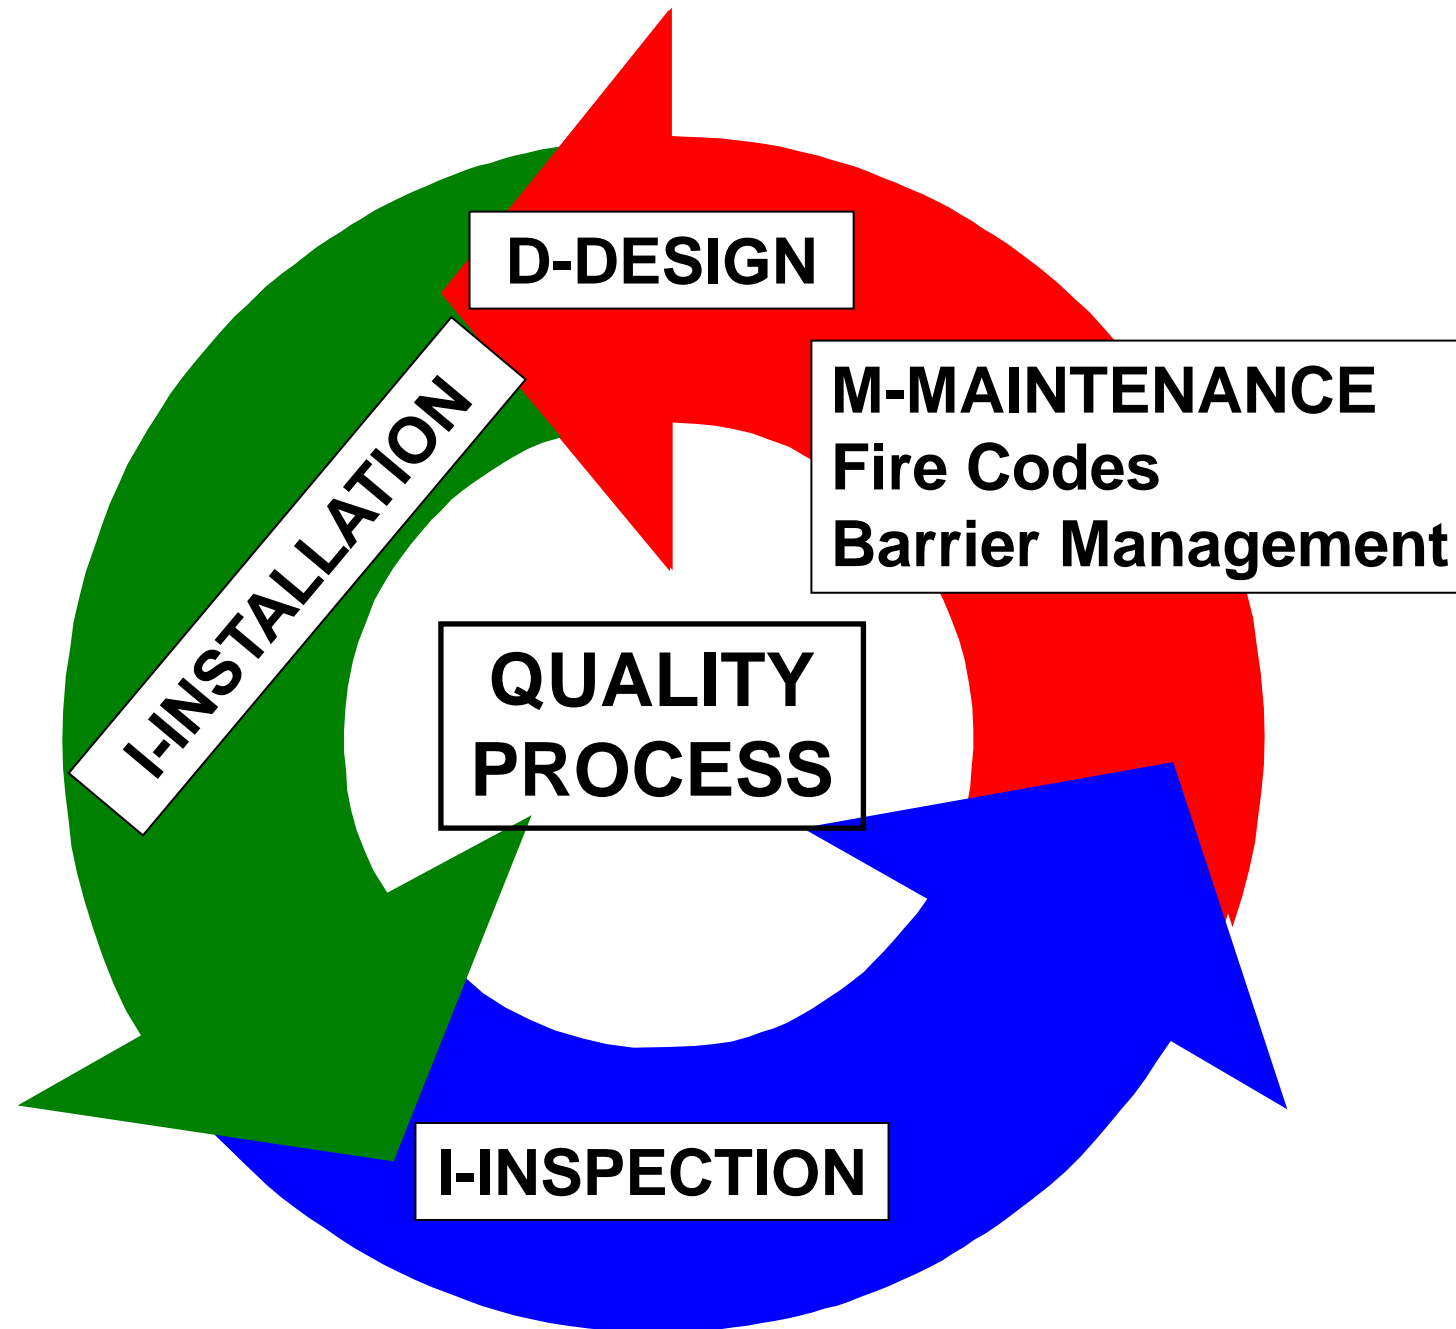 D-DESIGN
M-MAINTENANCE
Fire Codes
Barrier Management
I-INSTALLATION
QUALITY
PROCESS
I-INSPECTION